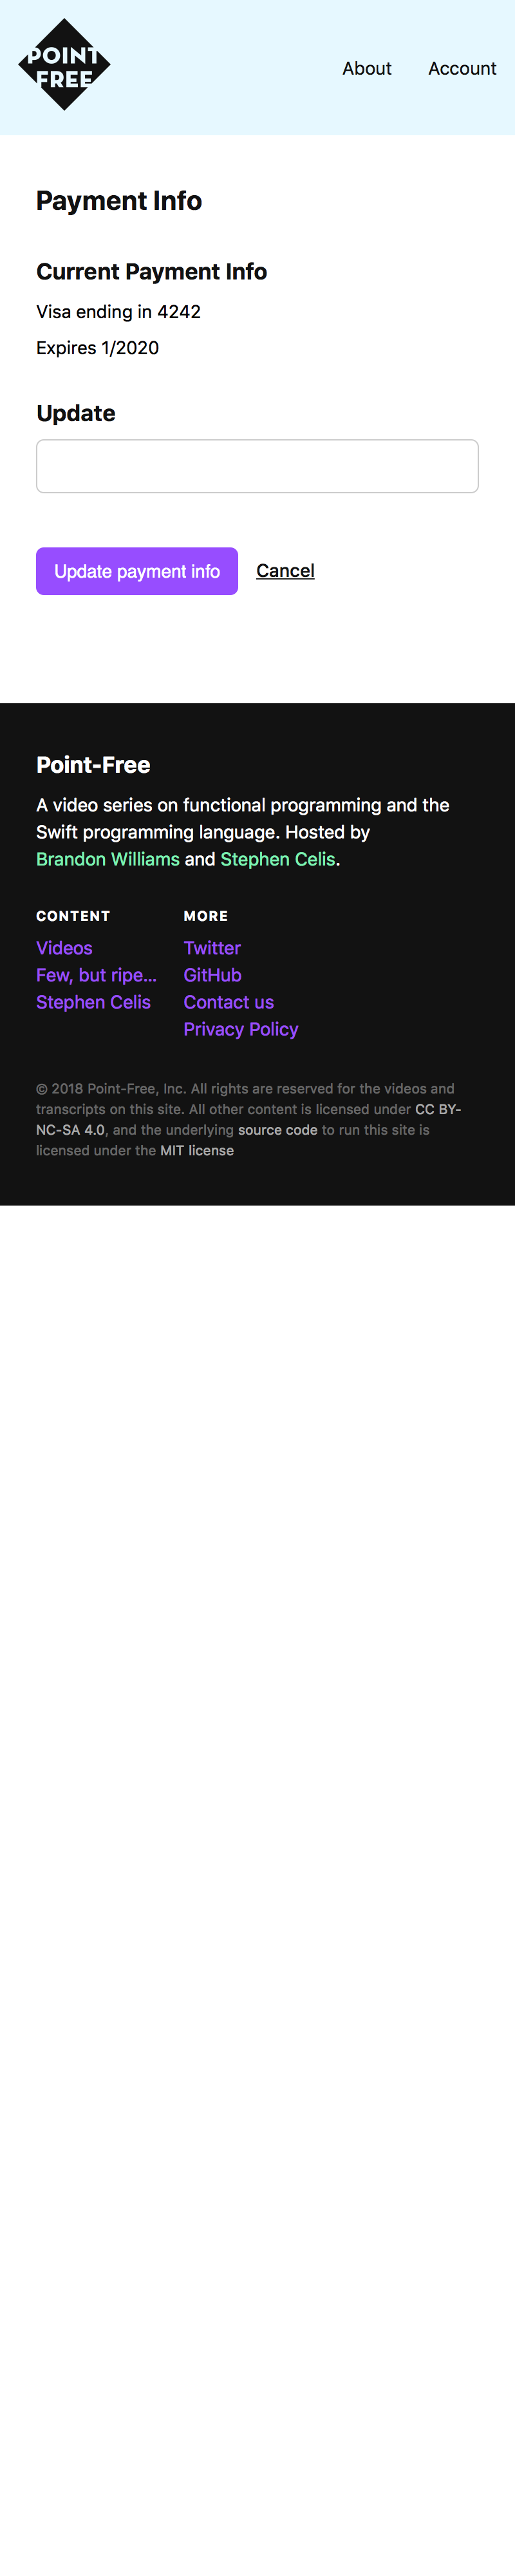 POINT
FREE
About
Account
Payment Info
Current Payment Info
Visa ending in 4242
Expires 1/2020
Update
Update payment info
Cancel
Point-Free
A video series on functional programming and the
Swift programming language. Hosted by
Brandon Williams and Stephen Celis.
CONTENT
Videos
Few, but ripe...
Stephen Celis
MORE
Twitter
GitHub
Contact us
Privacy Policy
© 2018 Point-Free, Inc. All rights are reserved for the videos and
transcripts on this site. All other content is licensed under CC BY-
NC-SA 4.0, and the underlying source code to run this site is
licensed under the MIT license